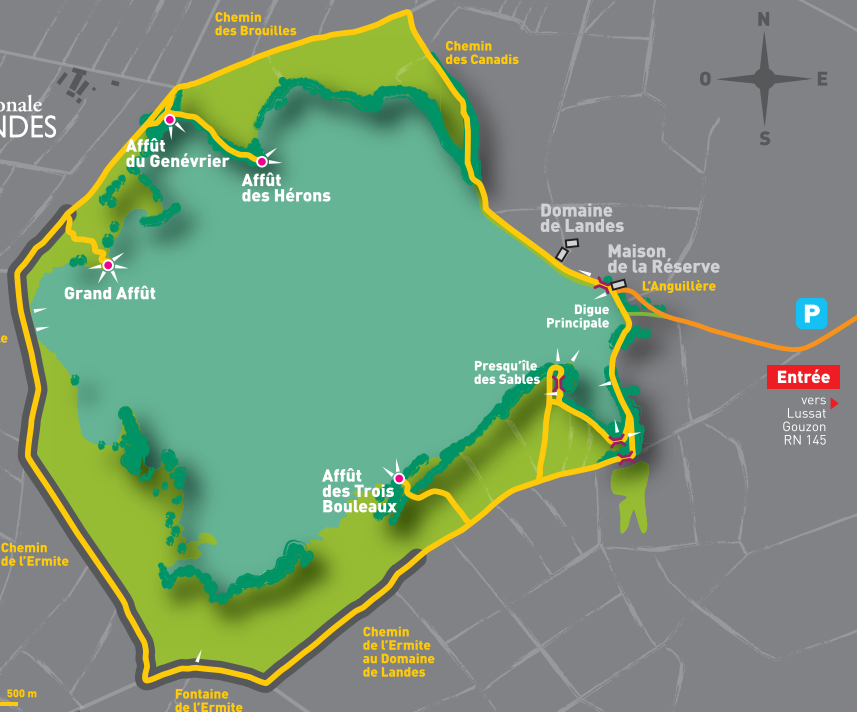 Chemin
des Brouilles
Chemin
des Canadis
N
O
E
S
onale
NDES
Affût
du Genévrier
Affût
des Hérons
Domaine
de Landes
Maison
de la Réserve
L'Anguillère
Grand Affût
Digue
Principale
P
Presqu'île
des Sables
Entrée
vers
Lussat
Gouzon
RN 145
Affût
des Trois
Bouleaux
Chemin
de l'Ermite
Chemin
de l'Ermite
au Domaine
de Landes
500 m
Fontaine
de l'Ermite